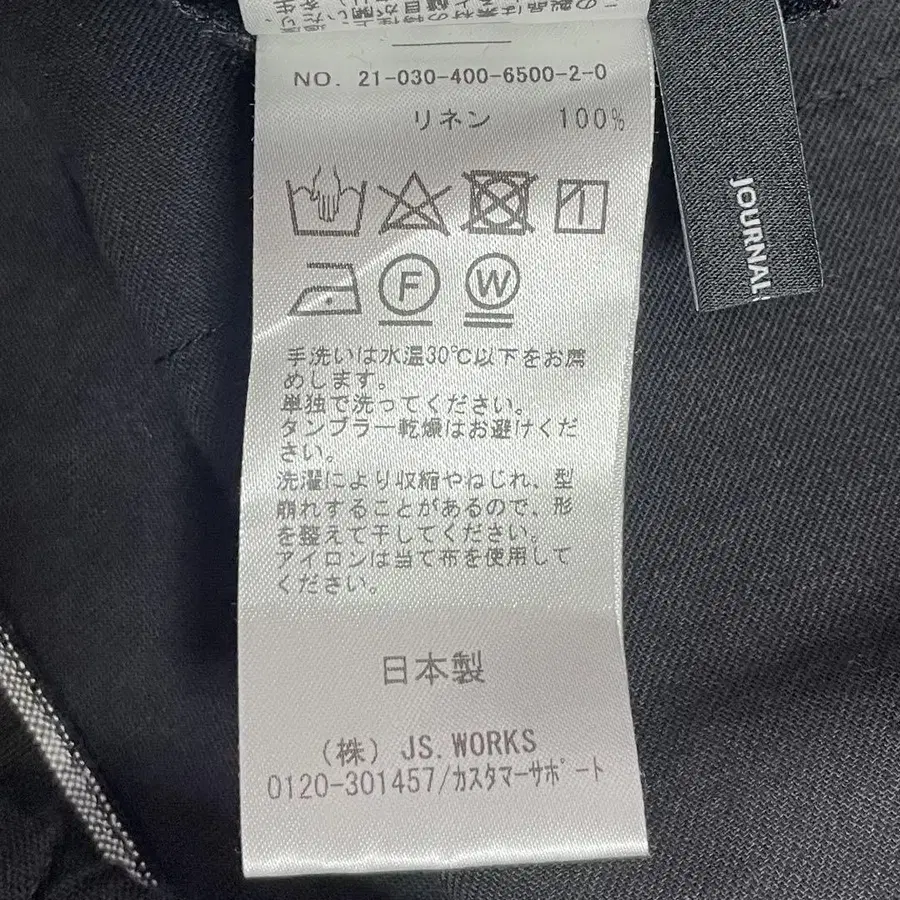 NO. 21-030-400-6500-2-0
リネン 100%
F
W
手洗いは水温30℃以下をお薦
めします。
単独で洗ってください。
タンブラー乾燥はお避けくだ
さい。
洗濯により収縮やねじれ、型
崩れすることがあるので、形
を整えて干してください。
アイロンは当て布を使用して
ください。
日本製
(株) JS.WORKS
0120-301457/カスタマーサポート
JOURNAL